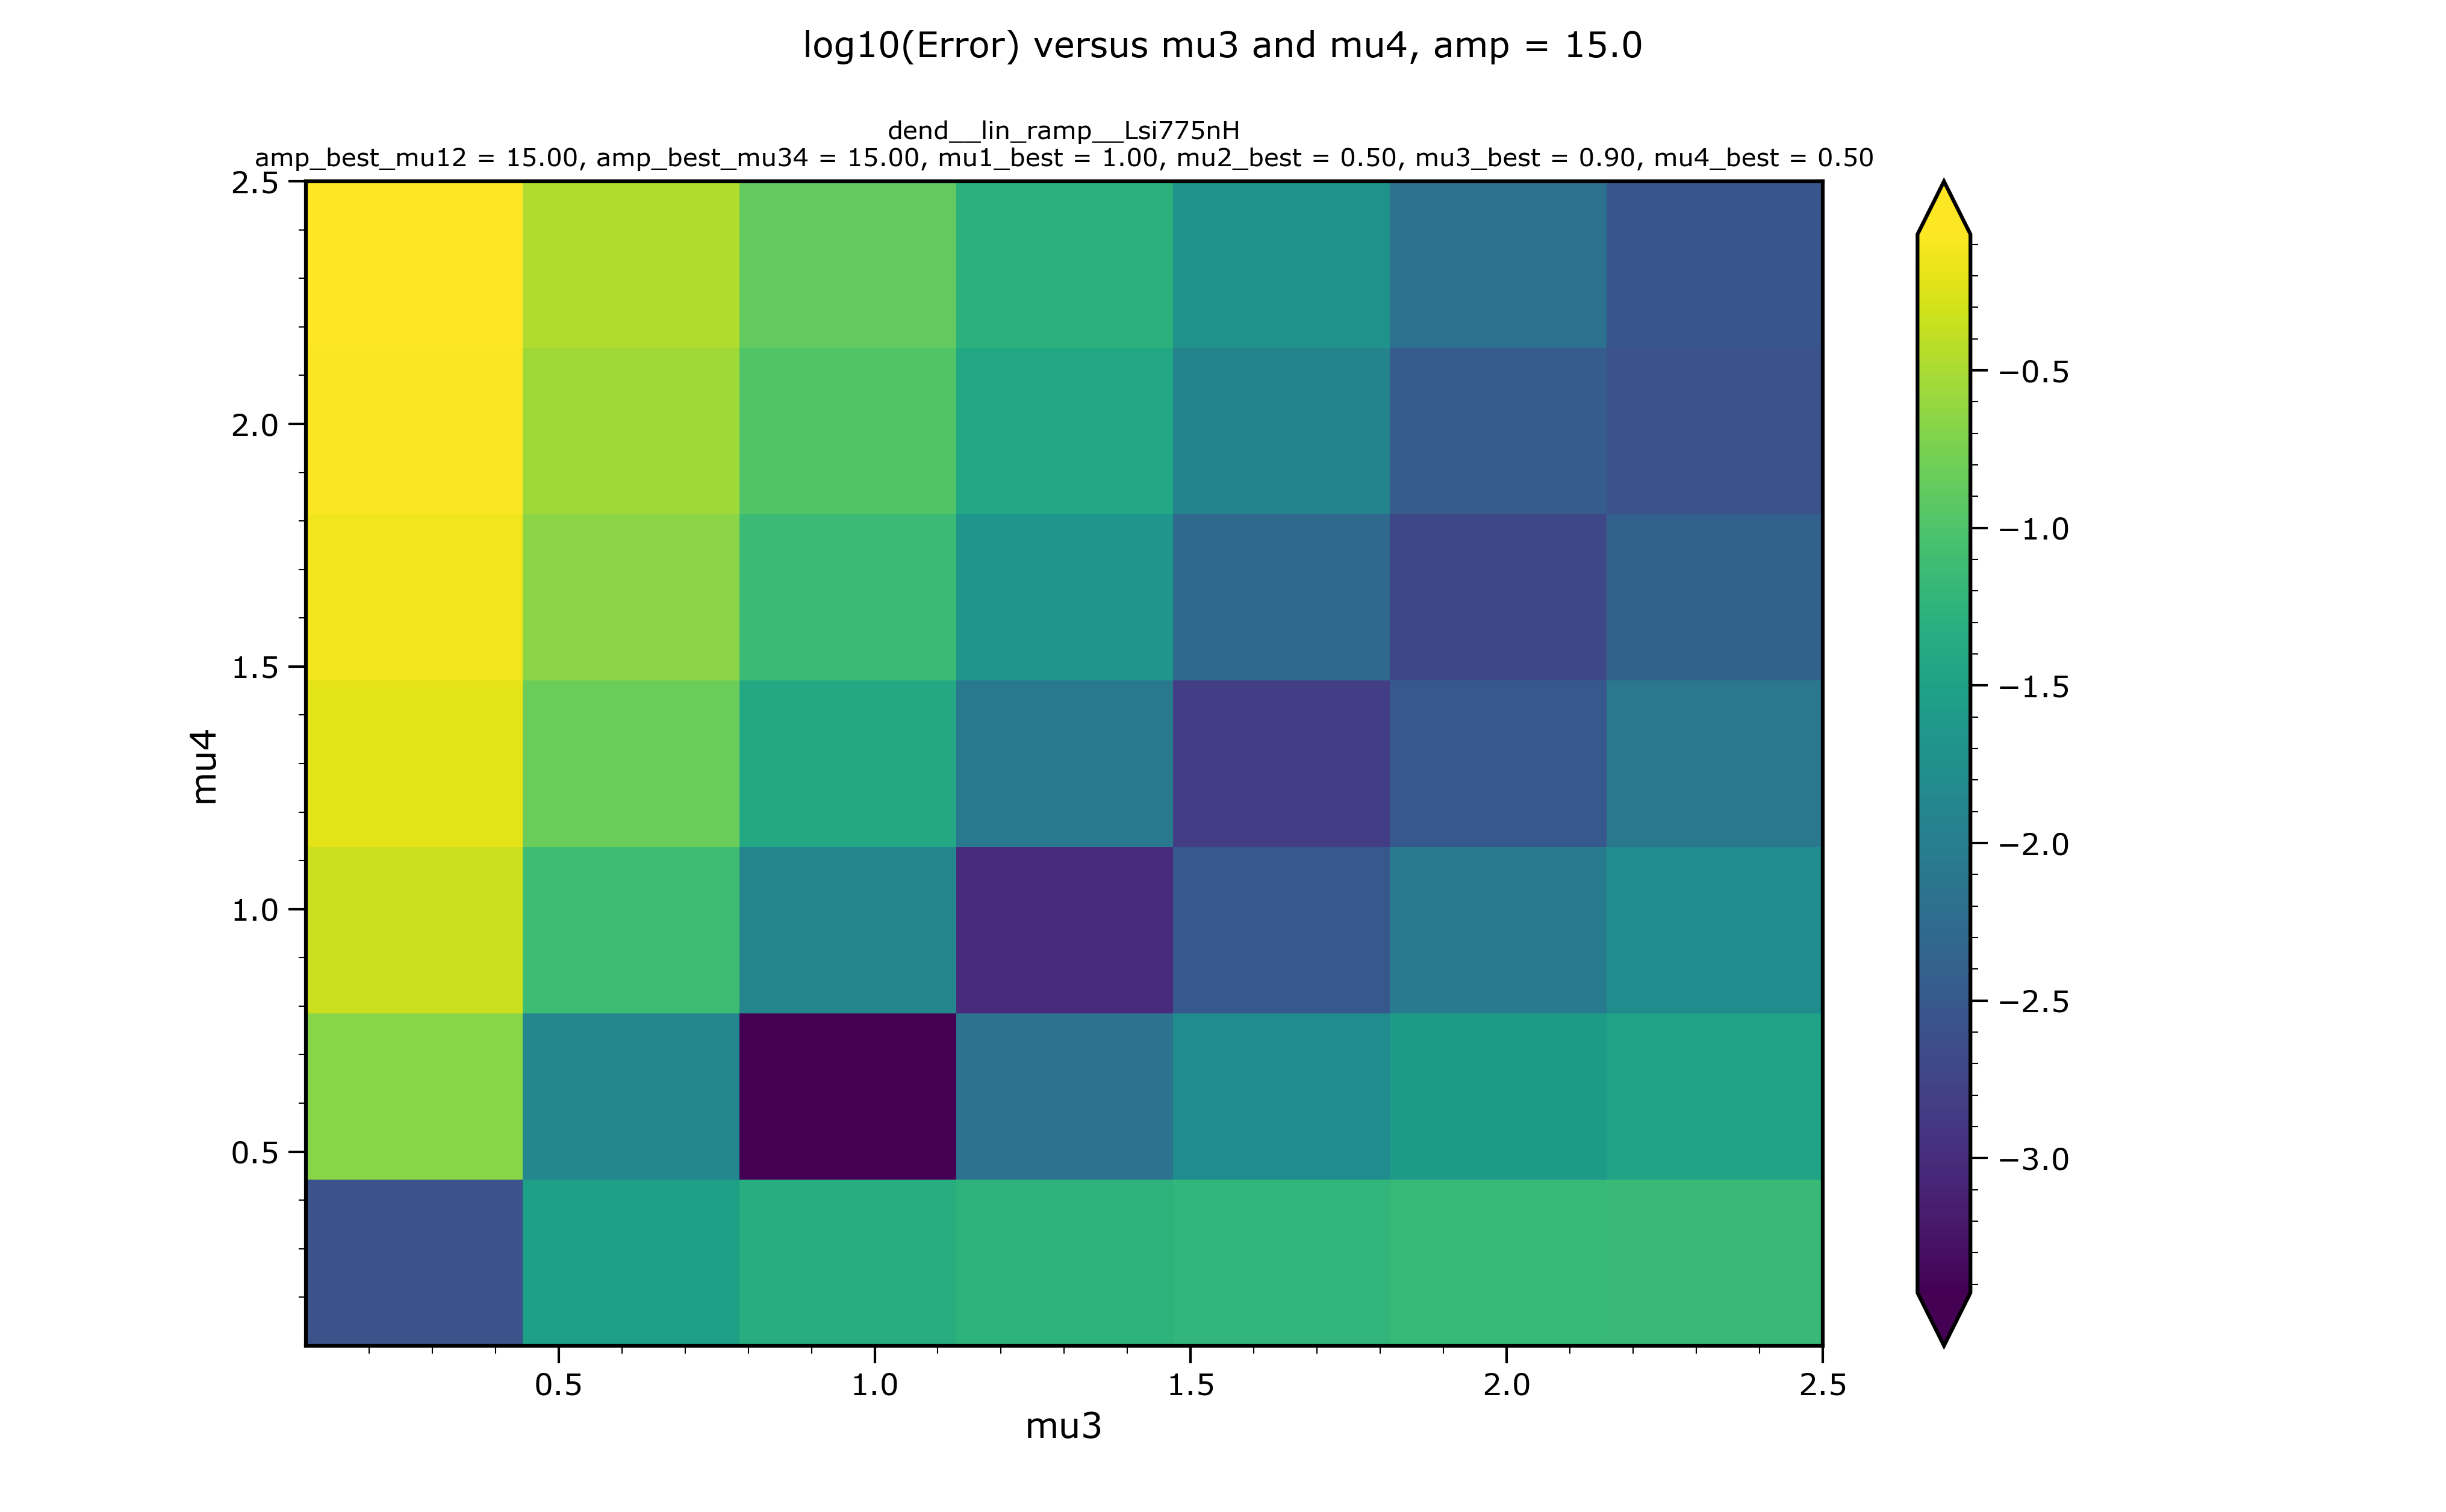 log10(Error) versus mu3 and mu4, amp = 15.0
dend__lin_ramp__Lsi775nH
amp_best_mu12 = 15.00, amp_best_mu34 = 15.00, mu1_best = 1.00, mu2_best = 0.50, mu3_best = 0.90, mu4_best = 0.50
2.5
2.0
1.5
1.0
0.5
mu4
0.5 1.0 1.5 2.0 2.5
mu3
−0.5
−1.0
−1.5
−2.0
−2.5
−3.0